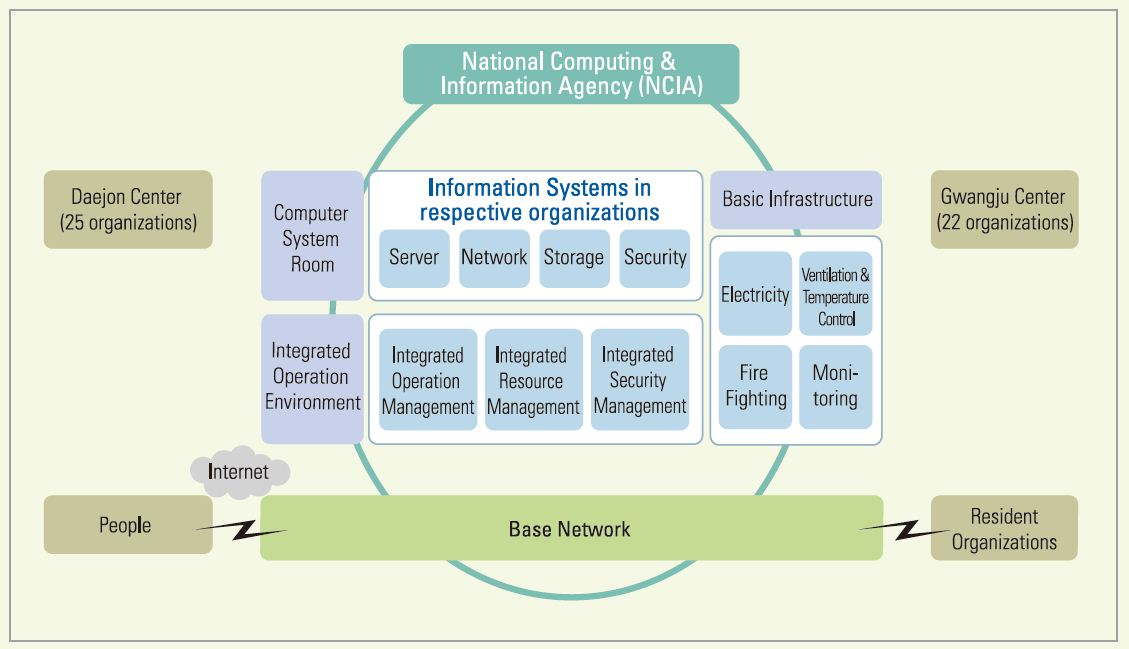 National Computing &
Information Agency (NCIA)
Daejon Center
(25 organizations)
Computer
System
Room
Information Systems in
respective organizations
Server
Network
Storage
Security
Basic Infrastructure
Gwangju Center
(22 organizations)
Electricity
Ventilation &
Temperature
Control
Fire
Fighting
Moni-
toring
Integrated
Operation
Environment
Integrated
Operation
Management
Integrated
Resource
Management
Integrated
Security
Management
Internet
People
Base Network
Resident
Organizations